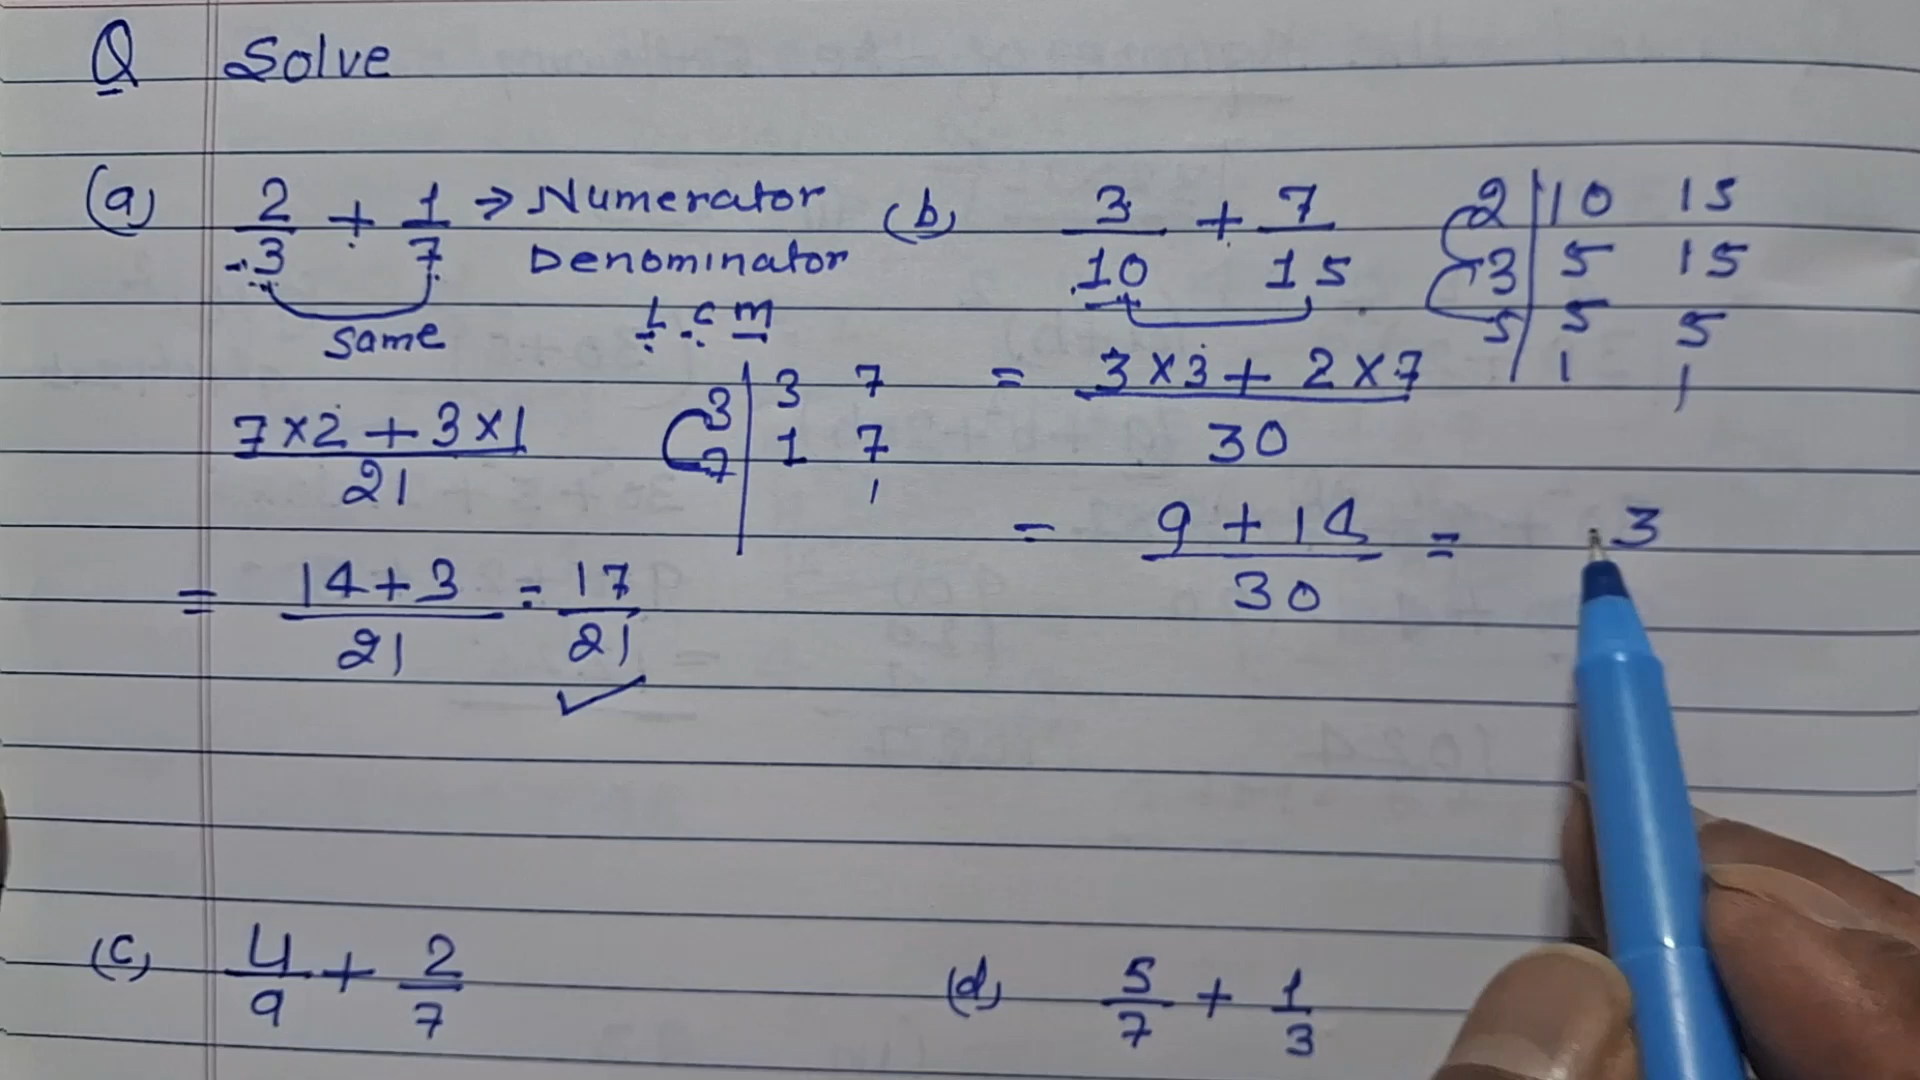 Q Solve
(a) 2/3 + 1/7 → Numerator
Denominator
same
L.C.M
3 | 3 7
7 | 1 7
1
7×2 + 3×1 / 21
= 14+3 / 21 = 17 / 21 ✓
(b) 3/10 + 7/15
2 | 10 15
3 | 5 15
5 | 5 5
1 1
= 3×3 + 2×7 / 30
= 9 + 14 / 30 = 3
(c) 4/9 + 2/7
(d) 5/7 + 1/3